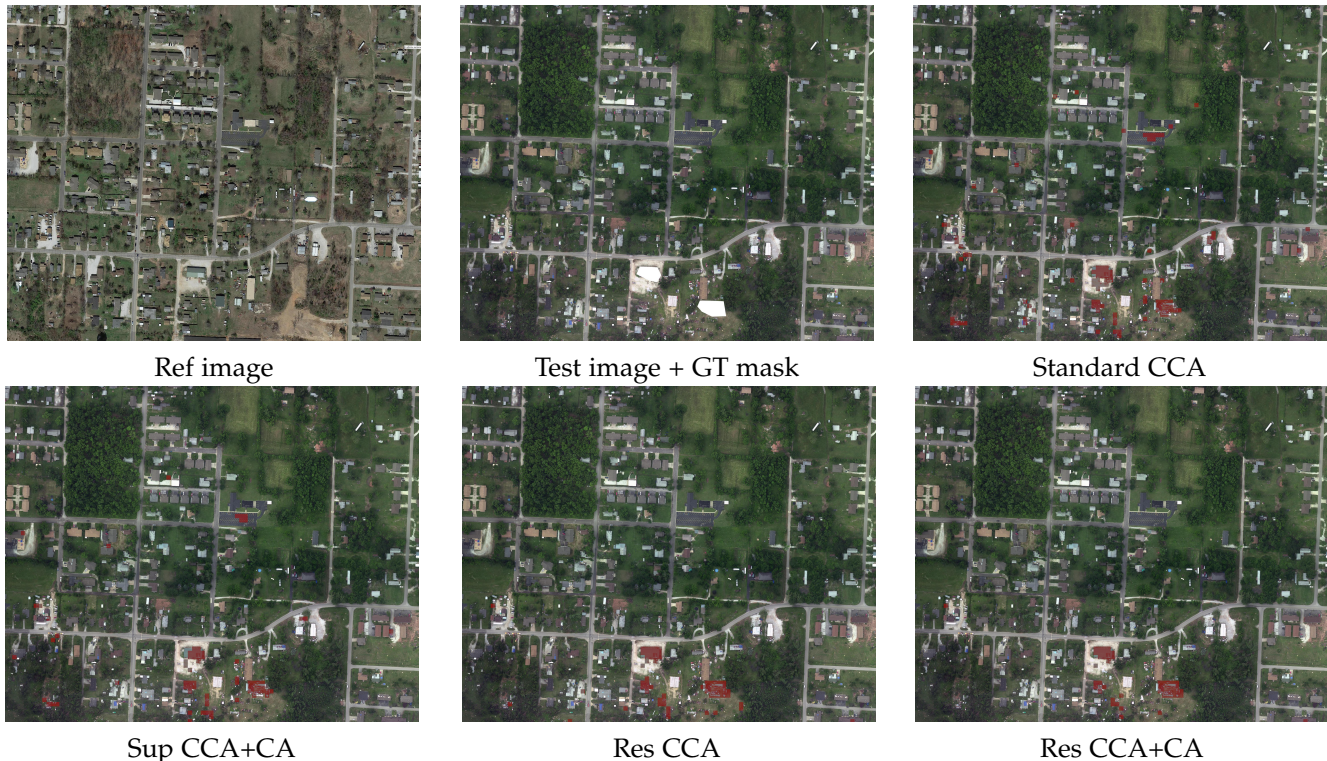 Ref image
Test image + GT mask
Standard CCA
Sup CCA+CA
Res CCA
Res CCA+CA